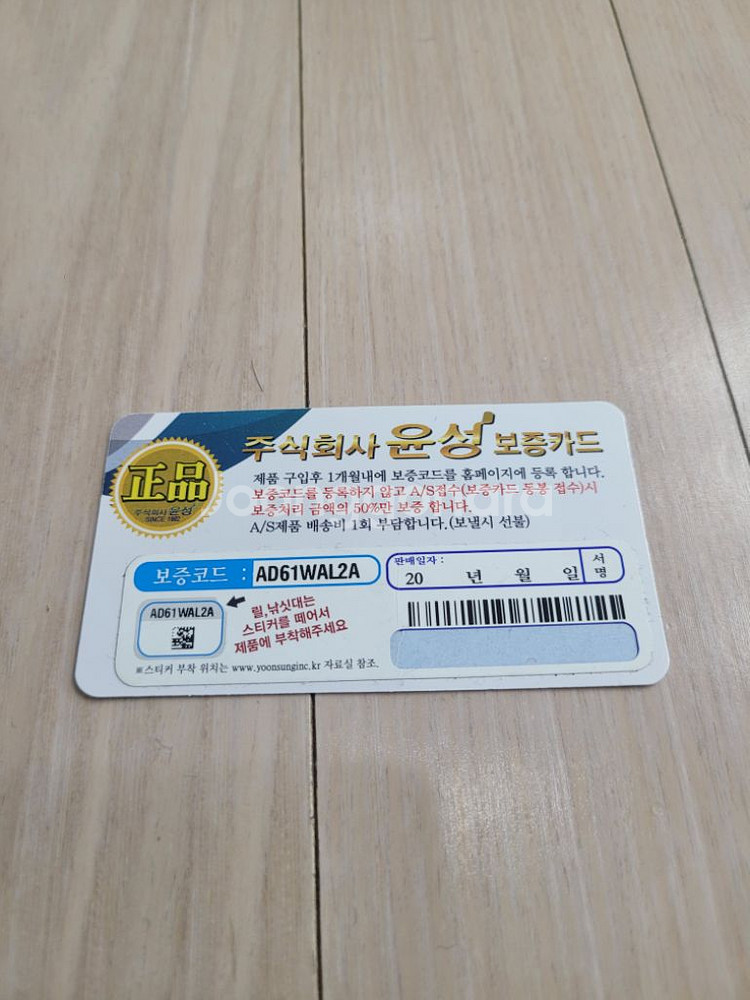 주식회사 윤성 보증카드
正品
주식회사 윤성
SINCE 1982
제품 구입후 1개월내에 보증코드를 홈페이지에 등록 합니다.
보증코드를 등록하지 않고 A/S접수(보증카드 동봉 접수)시
보증처리 금액의 50%만 보증 합니다.
A/S제품 배송비 1회 부담합니다.(보낼시 선불)
보증코드 : AD61WAL2A
판매일자 :
20 년 월 일
서명
AD61WAL2A
릴,낚싯대는
스티커를 떼어서
제품에 부착해주세요
※스티커 부착 위치는 www.yoonsunginc.kr 자료실 참조.